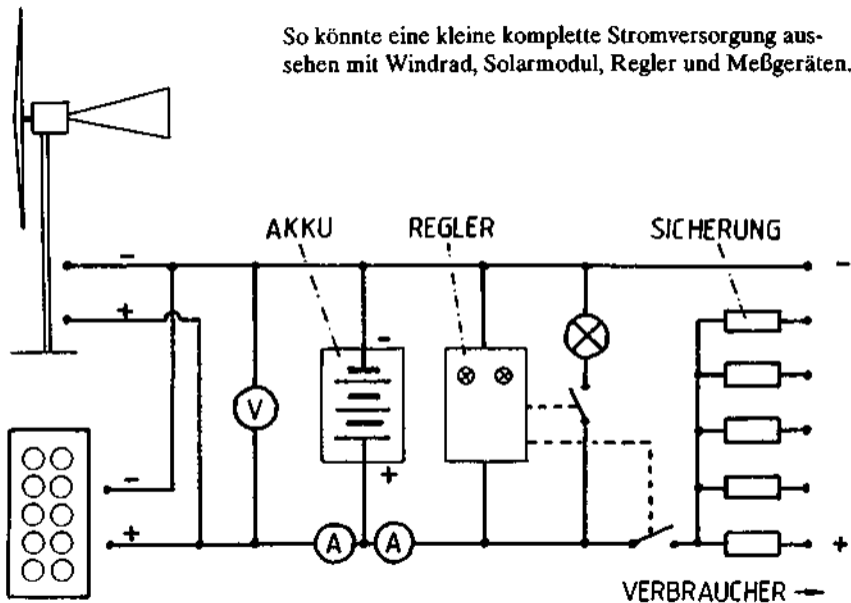 So könnte eine kleine komplette Stromversorgung aus-
sehen mit Windrad, Solarmodul, Regler und Meßgeräten.
AKKU REGLER SICHERUNG
- -
+
-
V
- +
+ A A +
VERBRAUCHER